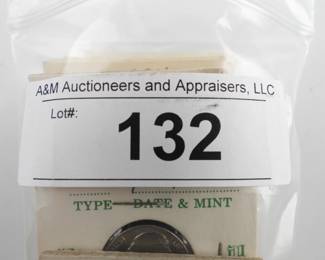 A&M Auctioneers and Appraisers, LLC
Lot#:
132
TYPE—DATE & MINT